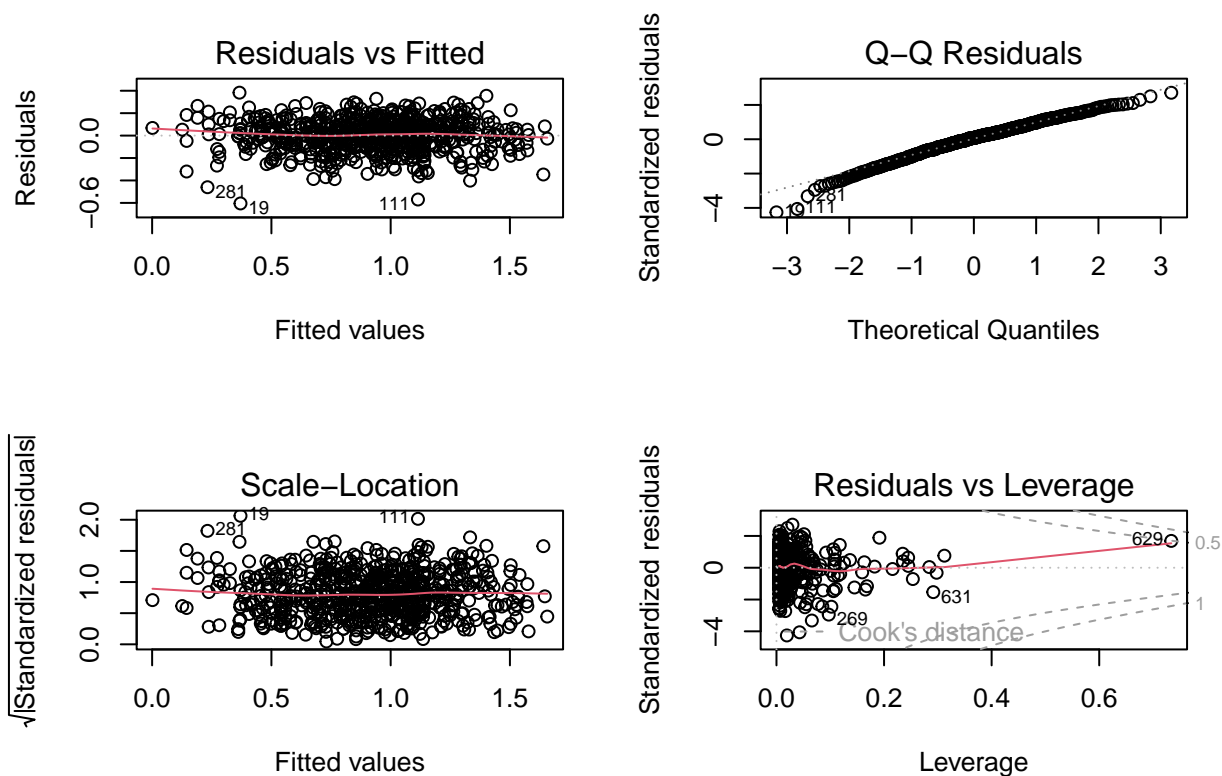 Residuals vs Fitted
Residuals
0.0
−0.6
281
19
111
0.0 0.5 1.0 1.5
Fitted values
Q−Q Residuals
Standardized residuals
0
−4
281
111
−3 −2 −1 0 1 2 3
Theoretical Quantiles
Scale−Location
√|Standardized residuals|
2.0
1.0
0.0
281
19
111
0.0 0.5 1.0 1.5
Fitted values
Residuals vs Leverage
Standardized residuals
0
−4
629
0.5
631
1
269
Cook's distance
0.0 0.2 0.4 0.6
Leverage